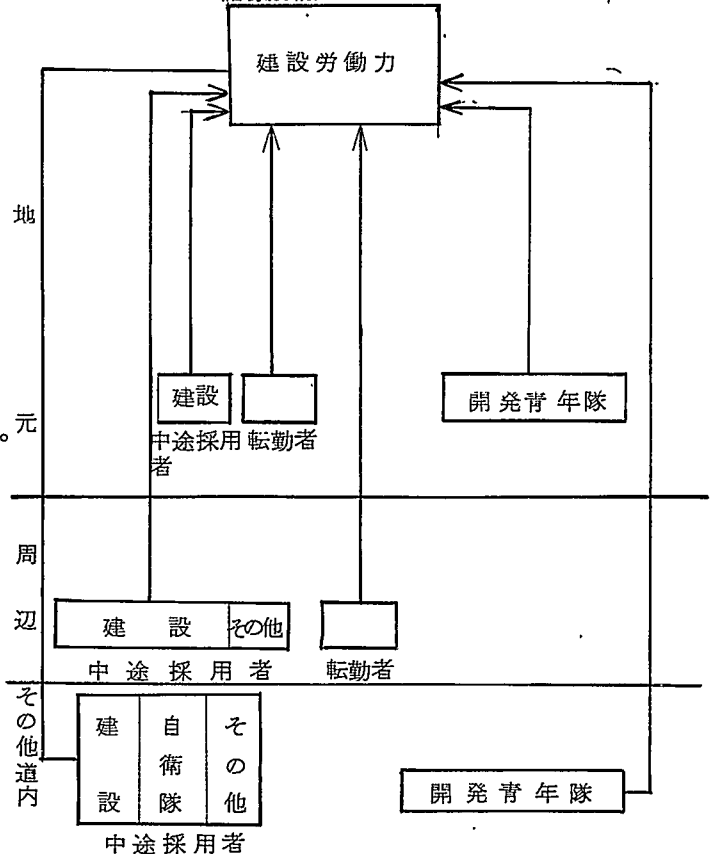 建設労働力
地元
建設
中途採用者
転勤者
開発青年隊
周辺
建設
その他
中途採用者
転勤者
その他道内
建設
自衛隊
その他
中途採用者
開発青年隊